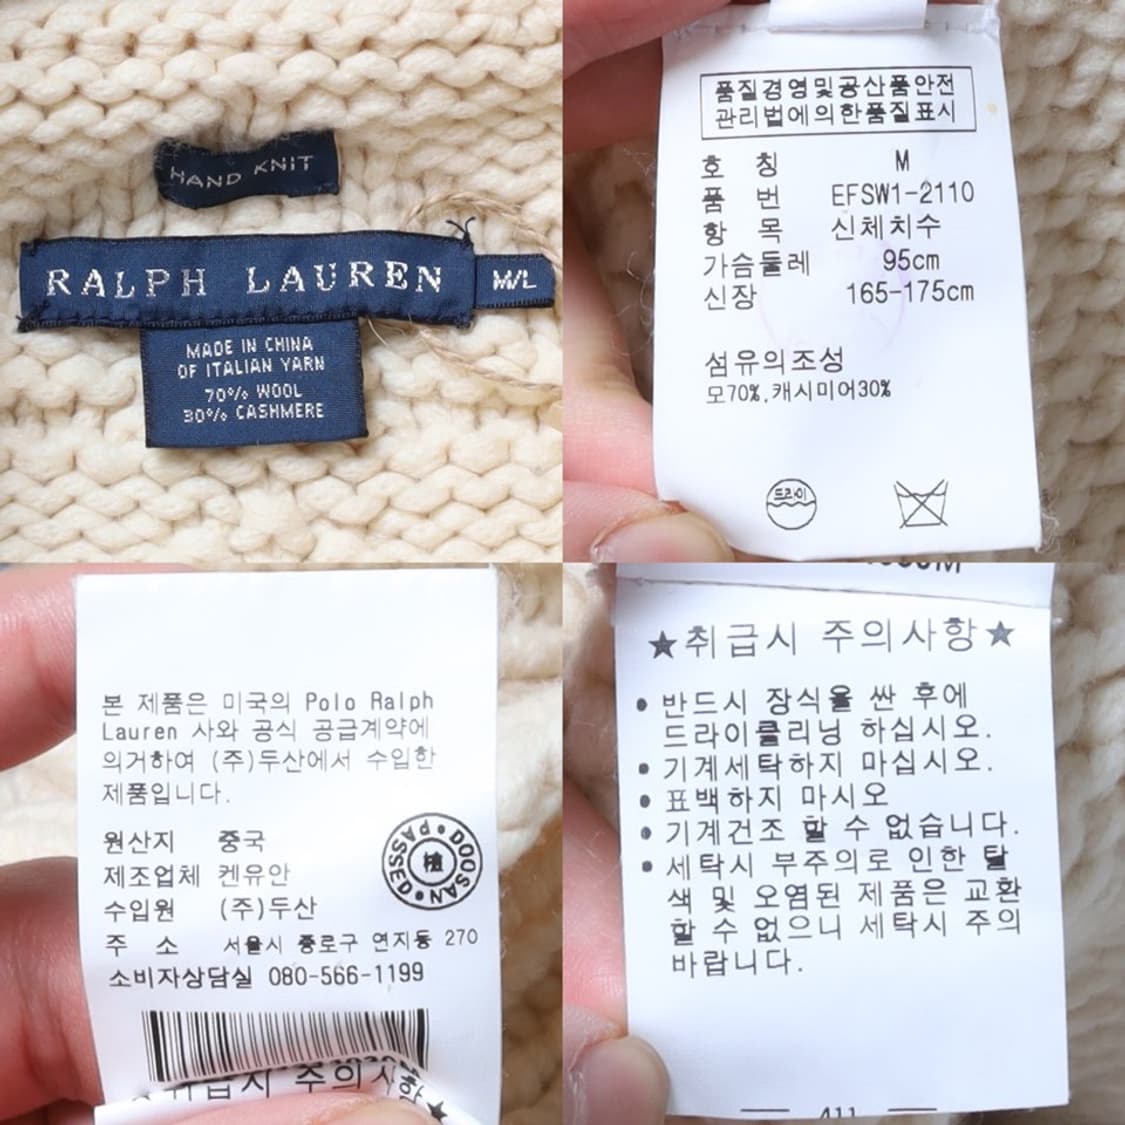 HAND KNIT
RALPH LAUREN
M/L
MADE IN CHINA
OF ITALIAN YARN
70% WOOL
30% CASHMERE
품질경영및공산품안전
관리법에의한품질표시
호 칭 M
품 번 EFSW1-2110
항 목 신체치수
가슴둘레 95cm
신장 165-175cm
섬유의조성
모70%,캐시미어30%
드라이
본 제품은 미국의 Polo Ralph
Lauren 사와 공식 공급계약에
의거하여 (주)두산에서 수입한
제품입니다.
원산지 중국
제조업체 켄유안
수입원 (주)두산
주 소 서울시 종로구 연지동 270
소비자상담실 080-566-1199
DOOSAN PASSED
檢
취급시 주의사항★
★취급시 주의사항★
• 반드시 장식을 싼 후에
드라이클리닝 하십시오.
• 기계세탁하지 마십시오.
• 표백하지 마시오
• 기계건조 할 수 없습니다.
• 세탁시 부주의로 인한 탈
색 및 오염된 제품은 교환
할 수 없으니 세탁시 주의
바랍니다.
411